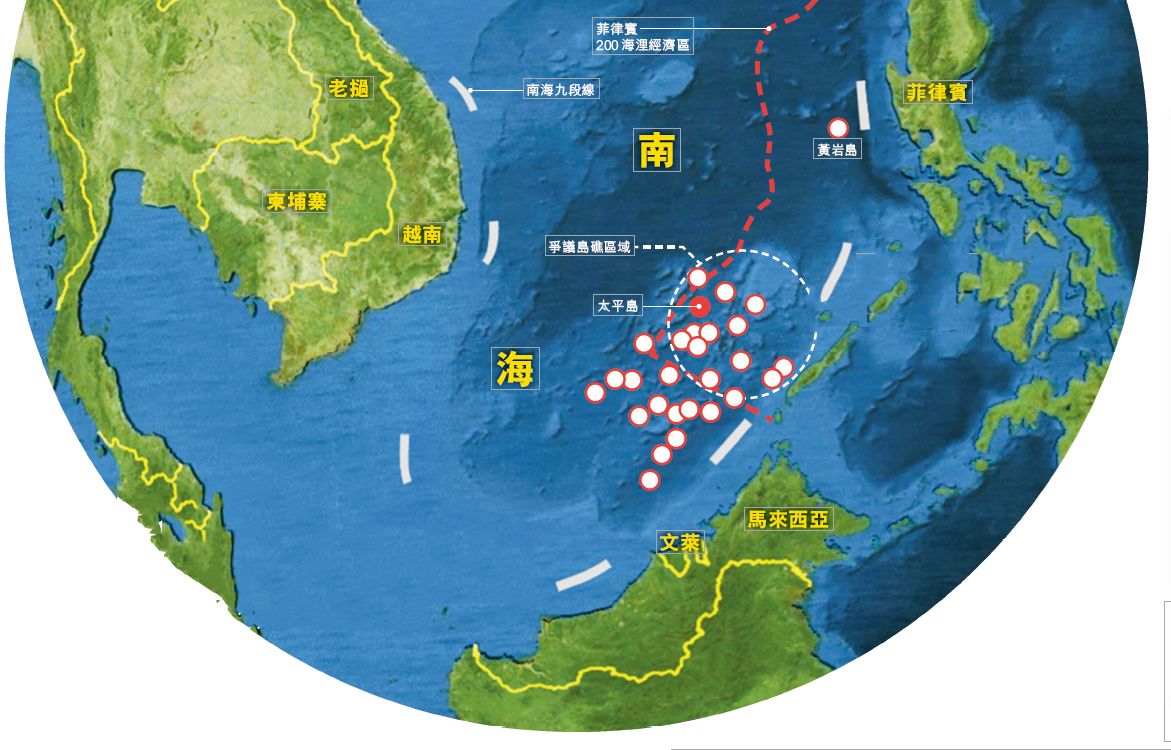 菲律賓
200 海浬經濟區
老撾
南海九段線
菲律賓
南
黃岩島
柬埔寨
越南
爭議島礁區域
太平島
海
馬來西亞
文萊